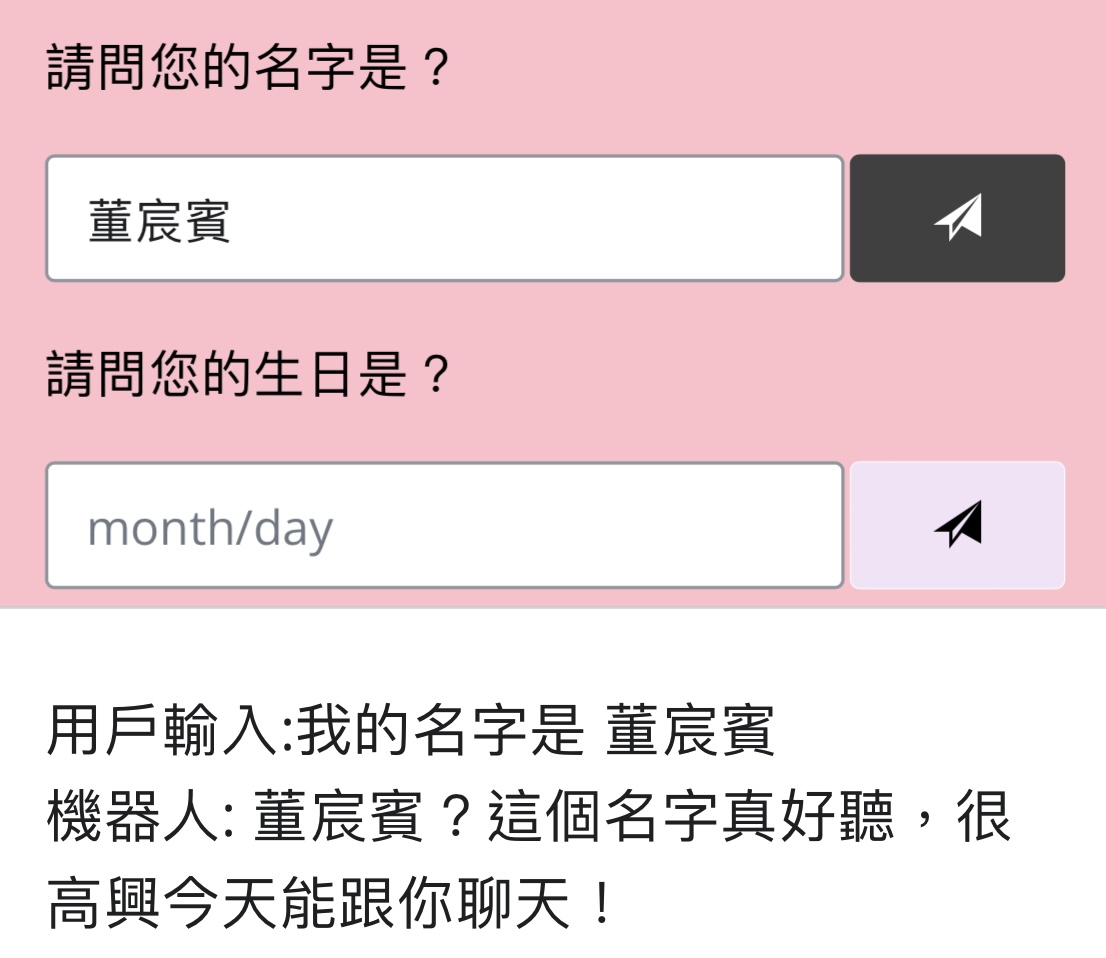 請問您的名字是？
董宸賓
請問您的生日是？
month/day
用戶輸入:我的名字是 董宸賓
機器人: 董宸賓？這個名字真好聽，很
高興今天能跟你聊天！